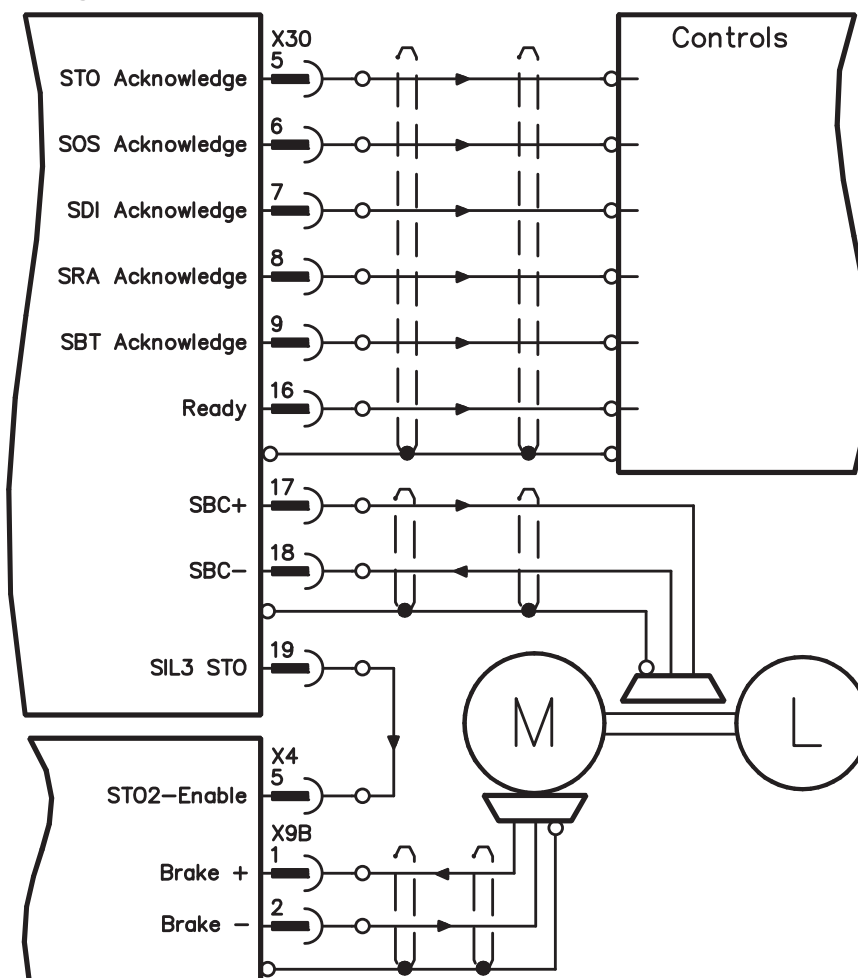 X30
Controls
5
STO Acknowledge
6
SOS Acknowledge
7
SDI Acknowledge
8
SRA Acknowledge
9
SBT Acknowledge
16
Ready
17
SBC+
18
SBC-
19
SIL3 STO
M
L
X4
5
STO2-Enable
X9B
1
Brake +
2
Brake -